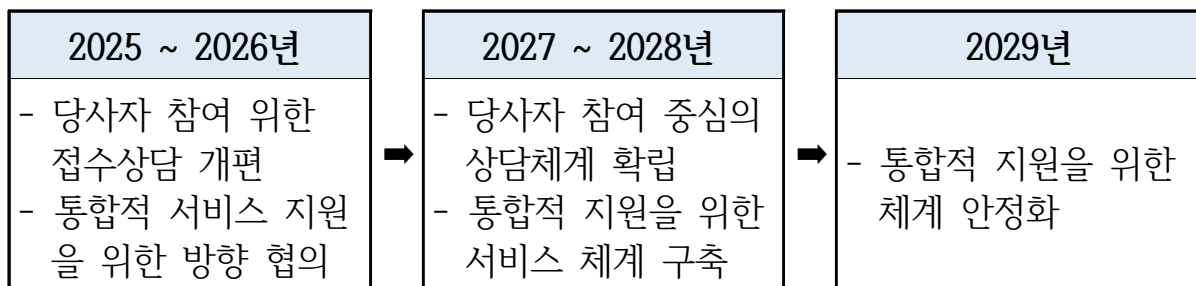 2025 ~ 2026년
- 당사자 참여 위한
접수상담 개편
- 통합적 서비스 지원
을 위한 방향 협의
➡
2027 ~ 2028년
- 당사자 참여 중심의
상담체계 확립
- 통합적 지원을 위한
서비스 체계 구축
➡
2029년
- 통합적 지원을 위한
체계 안정화